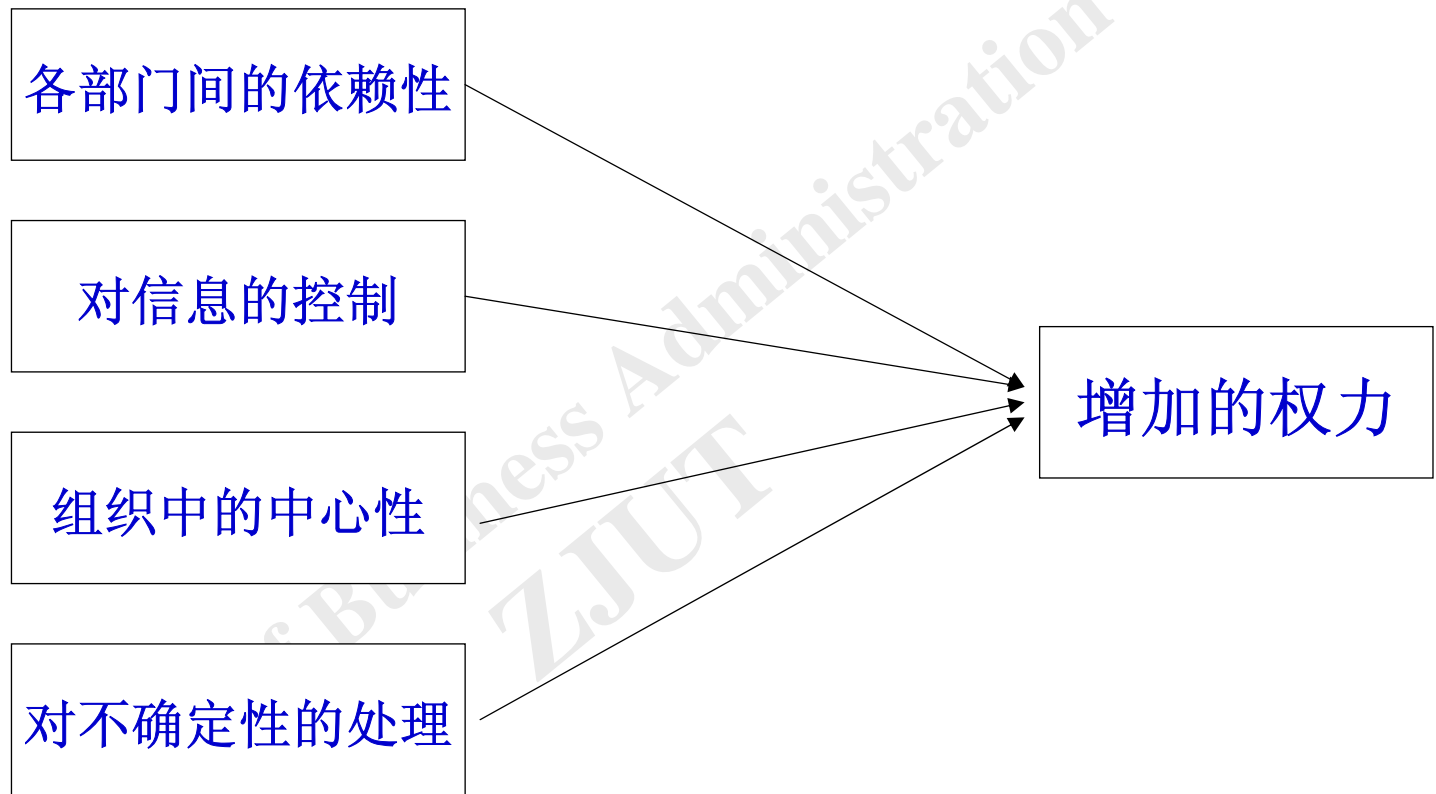 各部门间的依赖性
对信息的控制
组织中的中心性
对不确定性的处理
增加的权力
Administration
ZJUT